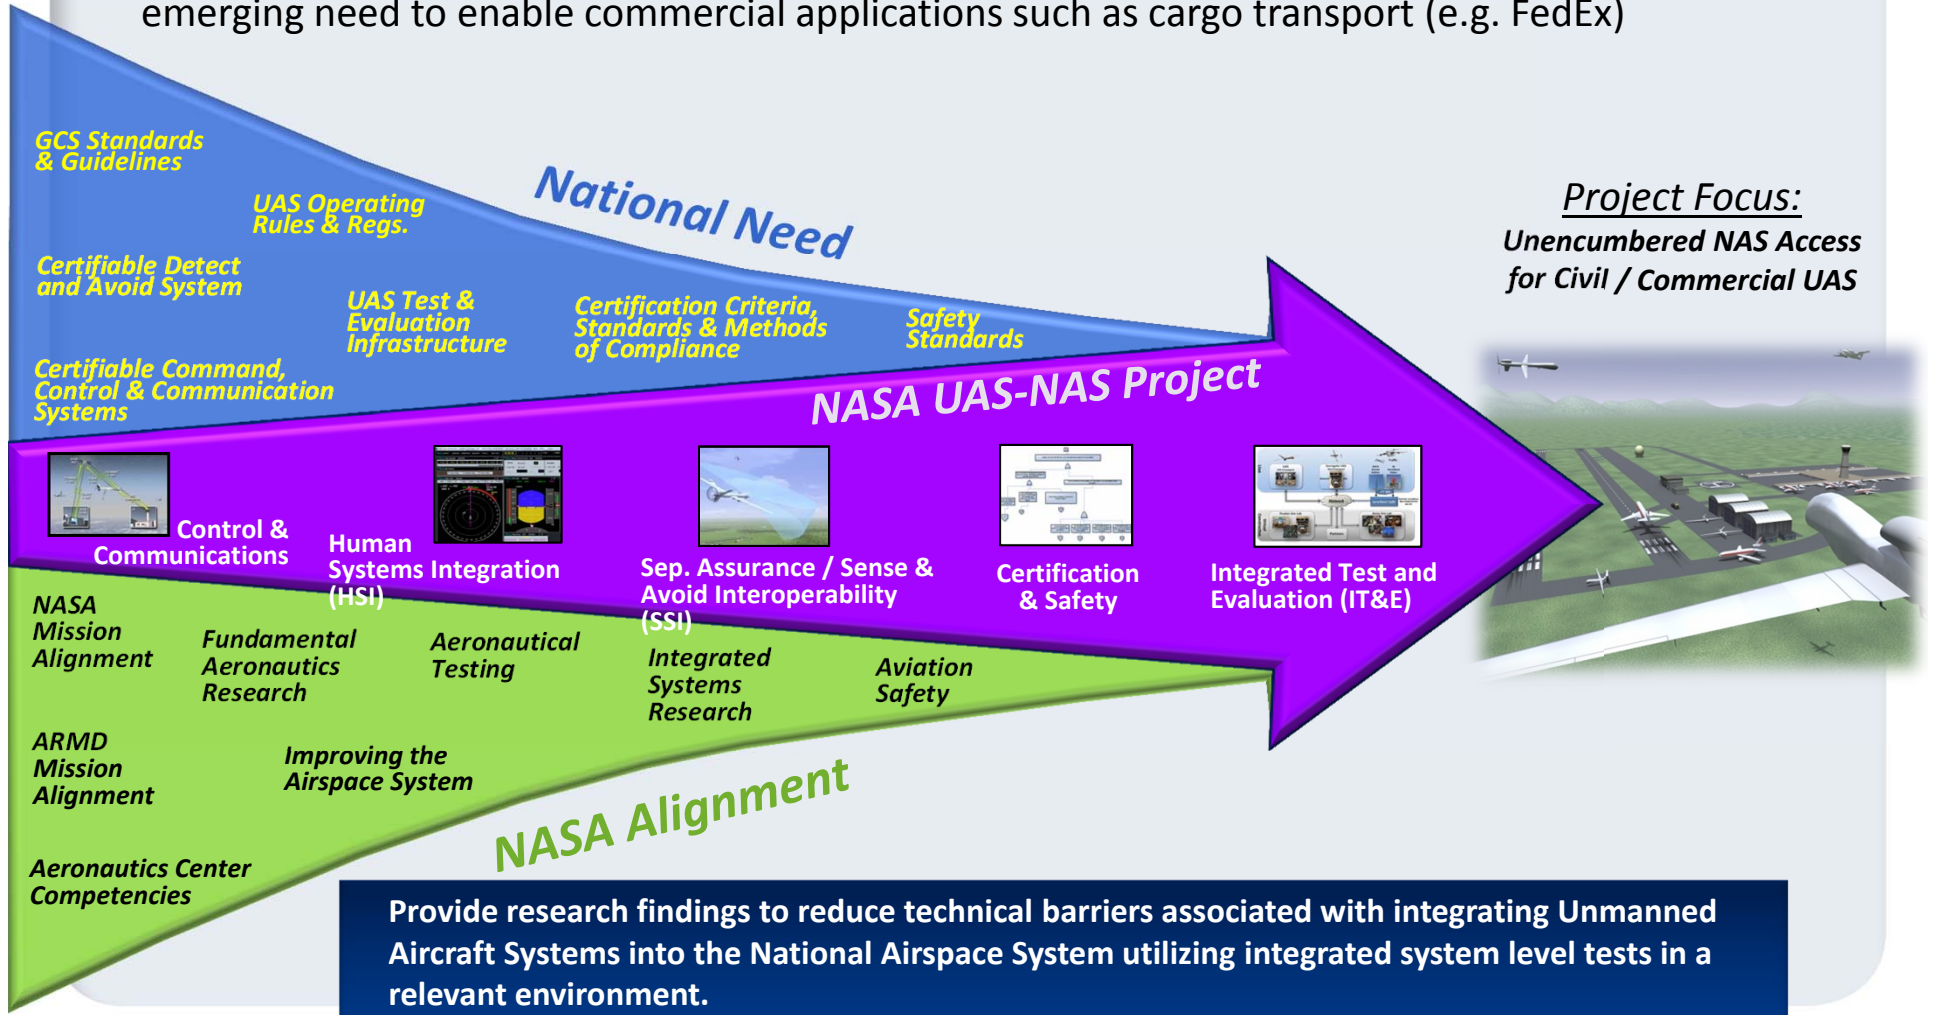 emerging need to enable commercial applications such as cargo transport (e.g. FedEx)
GCS Standards
& Guidelines
UAS Operating
Rules & Regs.
National Need
Certifiable Detect
and Avoid System
UAS Test &
Evaluation
Infrastructure
Certification Criteria,
Standards & Methods
of Compliance
Safety
Standards
Certifiable Command,
Control & Communication
Systems
Project Focus:
Unencumbered NAS Access
for Civil / Commercial UAS
NASA UAS-NAS Project
Control &
Communications
Human
Systems Integration
(HSI)
Sep. Assurance / Sense &
Avoid Interoperability
(SSI)
Certification
& Safety
Integrated Test and
Evaluation (IT&E)
NASA
Mission
Alignment
Fundamental
Aeronautics
Research
Aeronautical
Testing
Integrated
Systems
Research
Aviation
Safety
ARMD
Mission
Alignment
Improving the
Airspace System
Aeronautics Center
Competencies
NASA Alignment
Provide research findings to reduce technical barriers associated with integrating Unmanned
Aircraft Systems into the National Airspace System utilizing integrated system level tests in a
relevant environment.